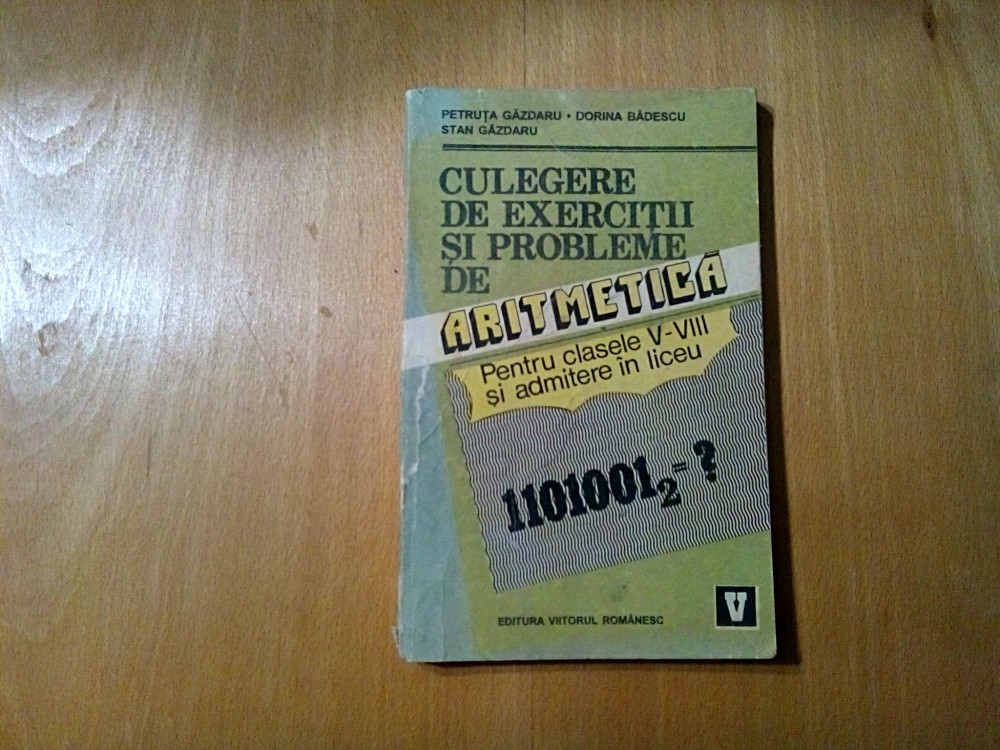 PETRUȚA GĂZDARU • DORINA BĂDESCU
STAN GĂZDARU
CULEGERE
DE EXERCIȚII
ȘI PROBLEME
DE
ARITMETICĂ
Pentru clasele V-VIII
și admitere în liceu
1101001₂=?
EDITURA VIITORUL ROMÂNESC
V